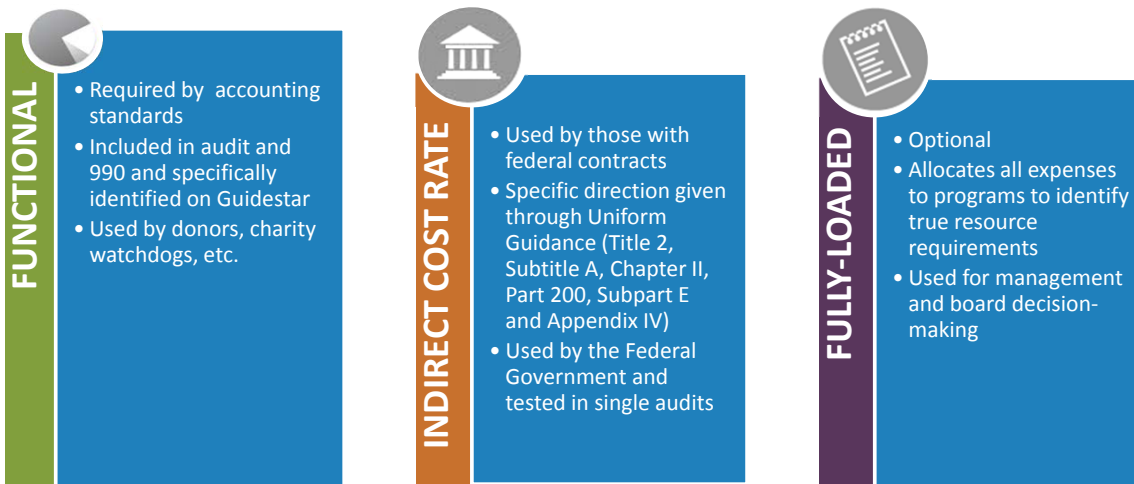 FUNCTIONAL
• Required by accounting
standards
• Included in audit and
990 and specifically
identified on Guidestar
• Used by donors, charity
watchdogs, etc.
INDIRECT COST RATE
• Used by those with
federal contracts
• Specific direction given
through Uniform
Guidance (Title 2,
Subtitle A, Chapter II,
Part 200, Subpart E
and Appendix IV)
• Used by the Federal
Government and
tested in single audits
FULLY-LOADED
• Optional
• Allocates all expenses
to programs to identify
true resource
requirements
• Used for management
and board decision-
making